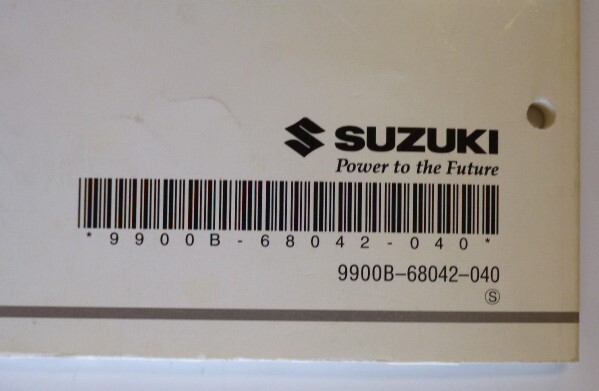 SUZUKI
Power to the Future
*9900B-68042-040*
9900B-68042-040
Ⓢ